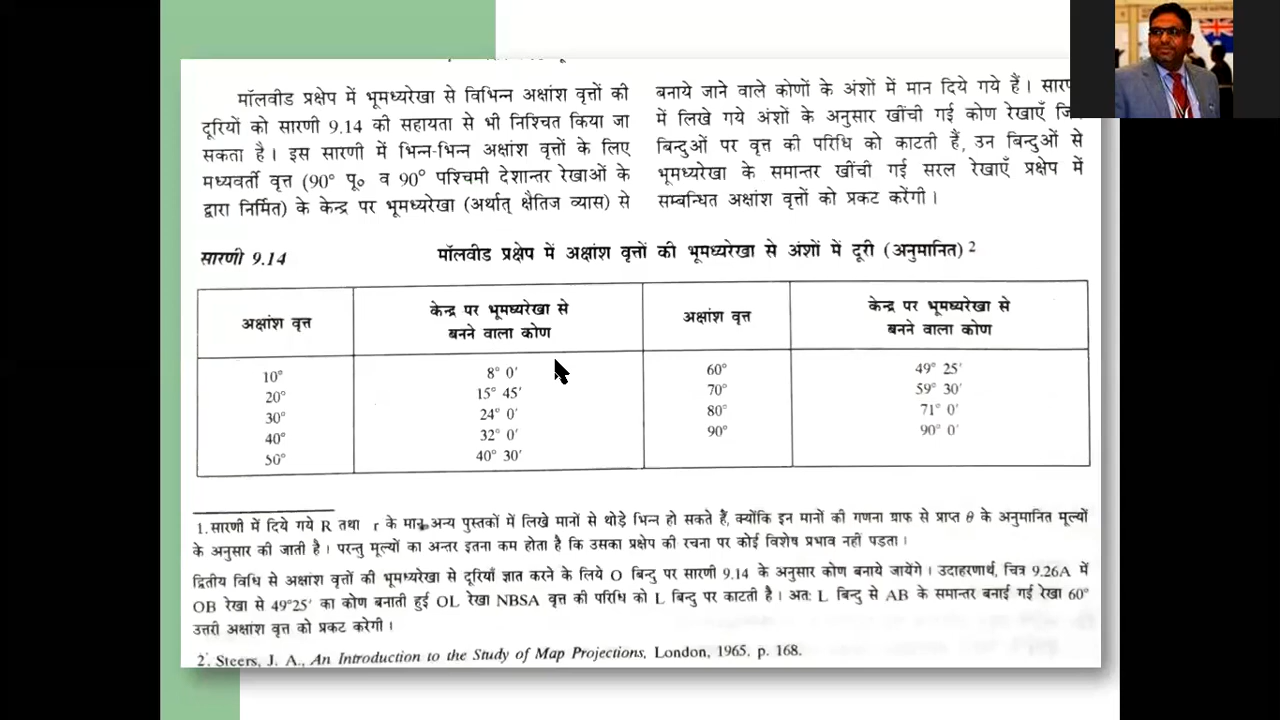 मॉलवीड प्रक्षेप में भूमध्यरेखा से विभिन्न अक्षांश वृत्तों की
दूरियों को सारणी 9.14 की सहायता से भी निश्चित किया जा
सकता है। इस सारणी में भिन्न-भिन्न अक्षांश वृत्तों के लिए
मध्यवर्ती वृत्त (90° पू० व 90° पश्चिमी देशान्तर रेखाओं के
द्वारा निर्मित) के केन्द्र पर भूमध्यरेखा (अर्थात् क्षैतिज व्यास) से
बनाये जाने वाले कोणों के अंशों में मान दिये गये हैं।
में लिखे गये अंशों के अनुसार खींची गई कोण रेखाएँ
बिन्दुओं पर वृत्त की परिधि को काटती हैं, उन बिन्दुओं से
भूमध्यरेखा के समान्तर खींची गई सरल रेखाएँ प्रक्षेप में
सम्बन्धित अक्षांश वृत्तों को प्रकट करेंगी।
सारणी 9.14 मॉलवीड प्रक्षेप में अक्षांश वृत्तों की भूमध्यरेखा से अंशों में दूरी (अनुमानित) 2
अक्षांश वृत्त केन्द्र पर भूमध्यरेखा से बनने वाला कोण अक्षांश वृत्त केन्द्र पर भूमध्यरेखा से बनने वाला कोण
10° 8° 0' 60° 49° 25'
20° 15° 45' 70° 59° 30'
30° 24° 0' 80° 71° 0'
40° 32° 0' 90° 90° 0'
50° 40° 30'
1. सारणी में दिये गये R तथा r के मान अन्य पुस्तकों में लिखे मानों से थोड़े भिन्न हो सकते हैं, क्योंकि इन मानों की गणना ग्राफ से प्राप्त θ के अनुमानित मूल्यों
के अनुसार की जाती है। परन्तु मूल्यों का अन्तर इतना कम होता है कि उसका प्रक्षेप की रचना पर कोई विशेष प्रभाव नहीं पड़ता।
द्वितीय विधि से अक्षांश वृत्तों की भूमध्यरेखा से दूरियाँ ज्ञात करने के लिये O बिन्दु पर सारणी 9.14 के अनुसार कोण बनाये जायेंगे। उदाहरणार्थ, चित्र 9.26A में
OB रेखा से 49°25' का कोण बनाती हुई OL रेखा NBSA वृत्त की परिधि को L बिन्दु पर काटती है। अत: L बिन्दु से AB के समान्तर बनाई गई रेखा 60°
उत्तरी अक्षांश वृत्त को प्रकट करेगी।
2. Steers, J. A., An Introduction to the Study of Map Projections, London, 1965, p. 168.